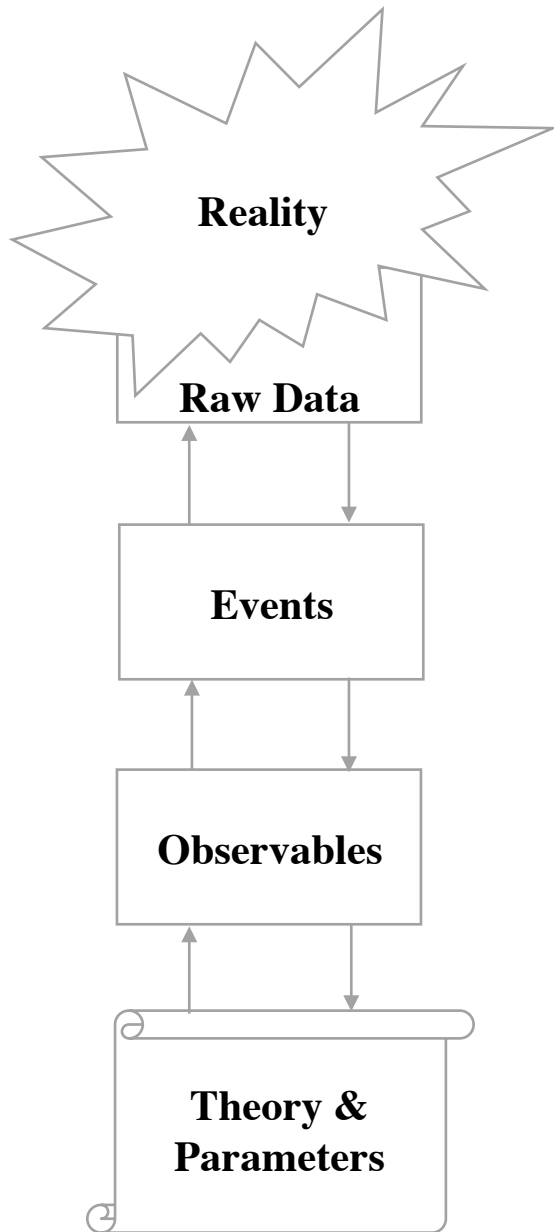 Reality
Raw Data
Events
Observables
Theory &
Parameters